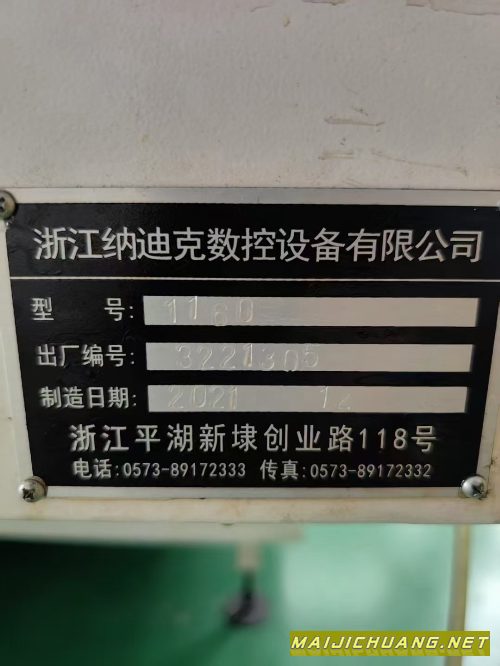 浙江纳迪克数控设备有限公司
型 号: 1160
出厂编号: 3221305
制造日期: 2021 12
浙江平湖新埭创业路118号
电话:0573-89172333 传真:0573-89172332
MAIJICHUANG.NET